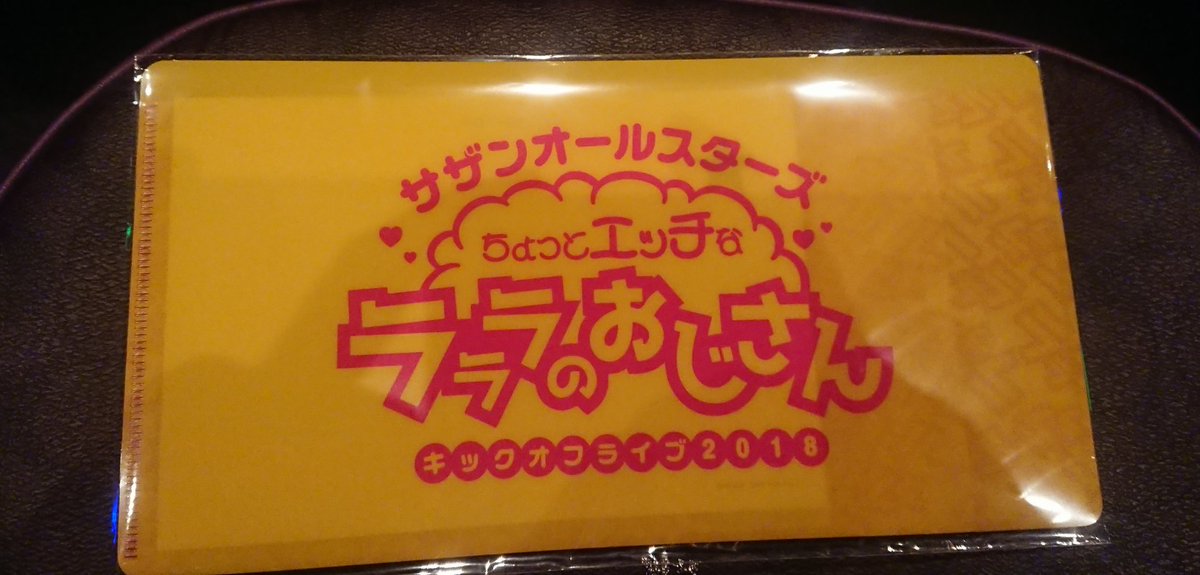 サザンオールスターズ
ちょっとエッチな
ラララのおじさん
キックオフライブ2018